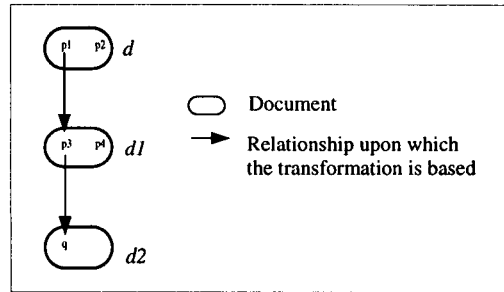 p1 p2 d
Document
p3 p4 d1
Relationship upon which
the transformation is based
q
d2